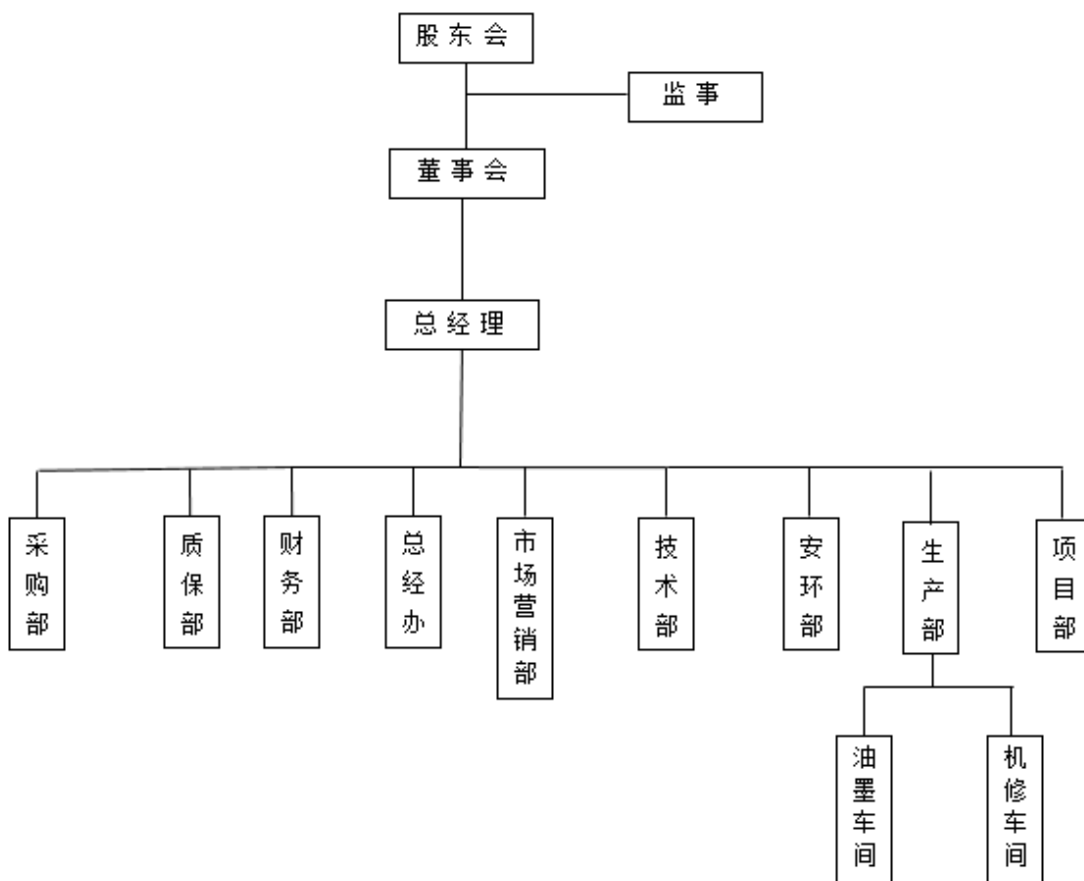 股东会
监事
董事会
总经理
采购部
质保部
财务部
总经办
市场营销部
技术部
安环部
生产部
项目部
油墨车间
机修车间